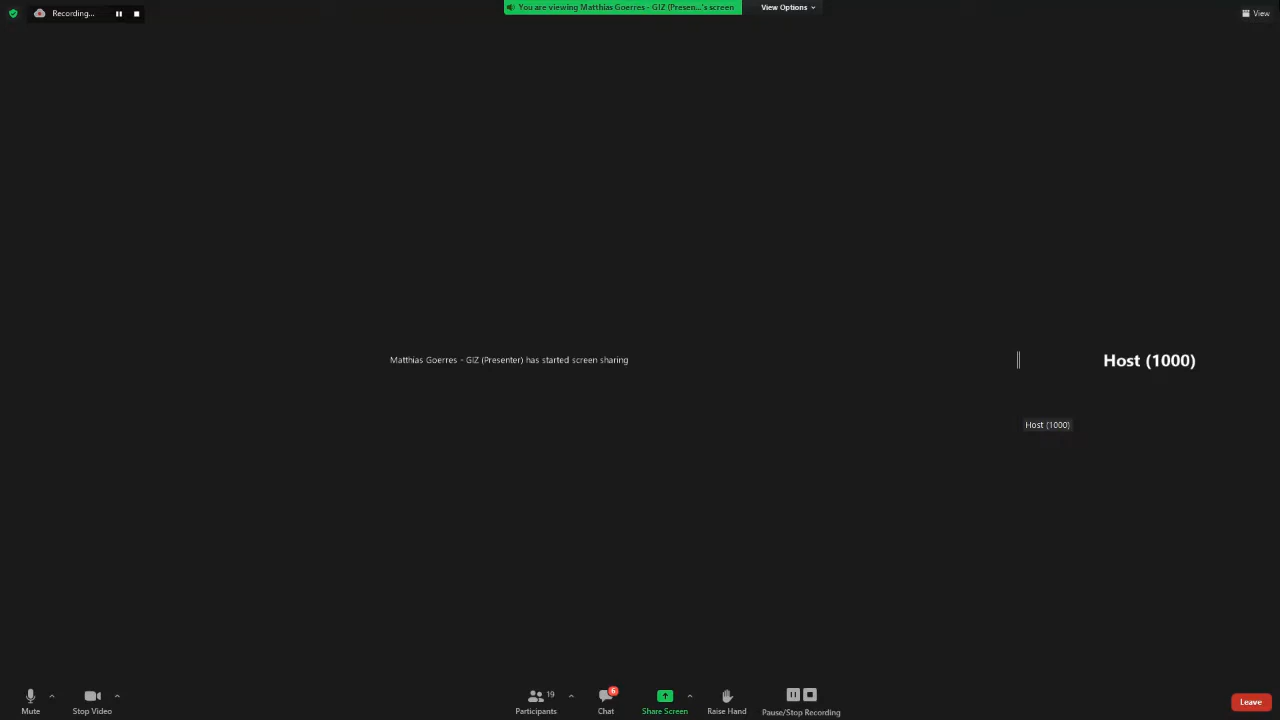 Recording...
You are viewing Matthias Goerres - GIZ (Presen...'s screen
View Options
View
Matthias Goerres - GIZ (Presenter) has started screen sharing
Host (1000)
Host (1000)
Mute
Stop Video
19
Participants
6
Chat
Share Screen
Raise Hand
Pause/Stop Recording
Leave